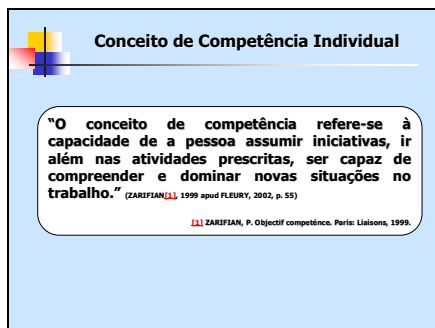 Conceito de Competência Individual
“O conceito de competência refere-se à
capacidade de a pessoa assumir iniciativas, ir
além nas atividades prescritas, ser capaz de
compreender e dominar novas situações no
trabalho.” (ZARIFIAN[1], 1999 apud FLEURY, 2002, p. 55)
[1] ZARIFIAN, P. Objectif competénce. Paris: Liaisons, 1999.